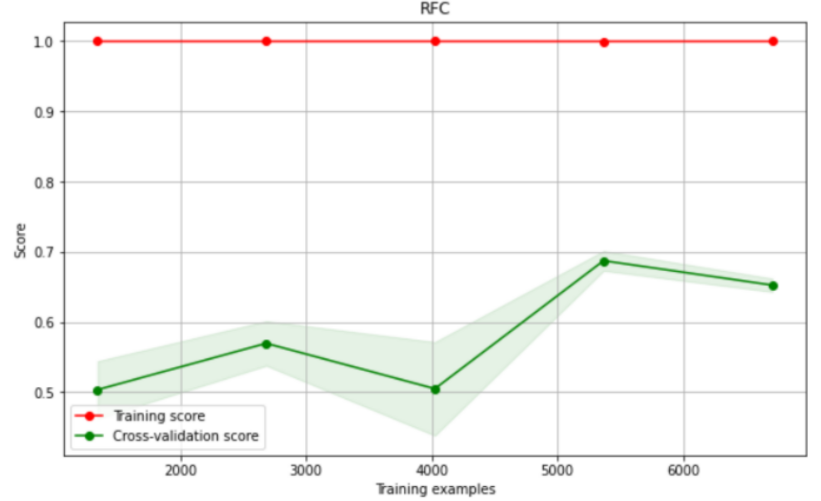 RFC
1.0
0.9
0.8
0.7
0.6
0.5
Score
Training score
Cross-validation score
2000 3000 4000 5000 6000
Training examples